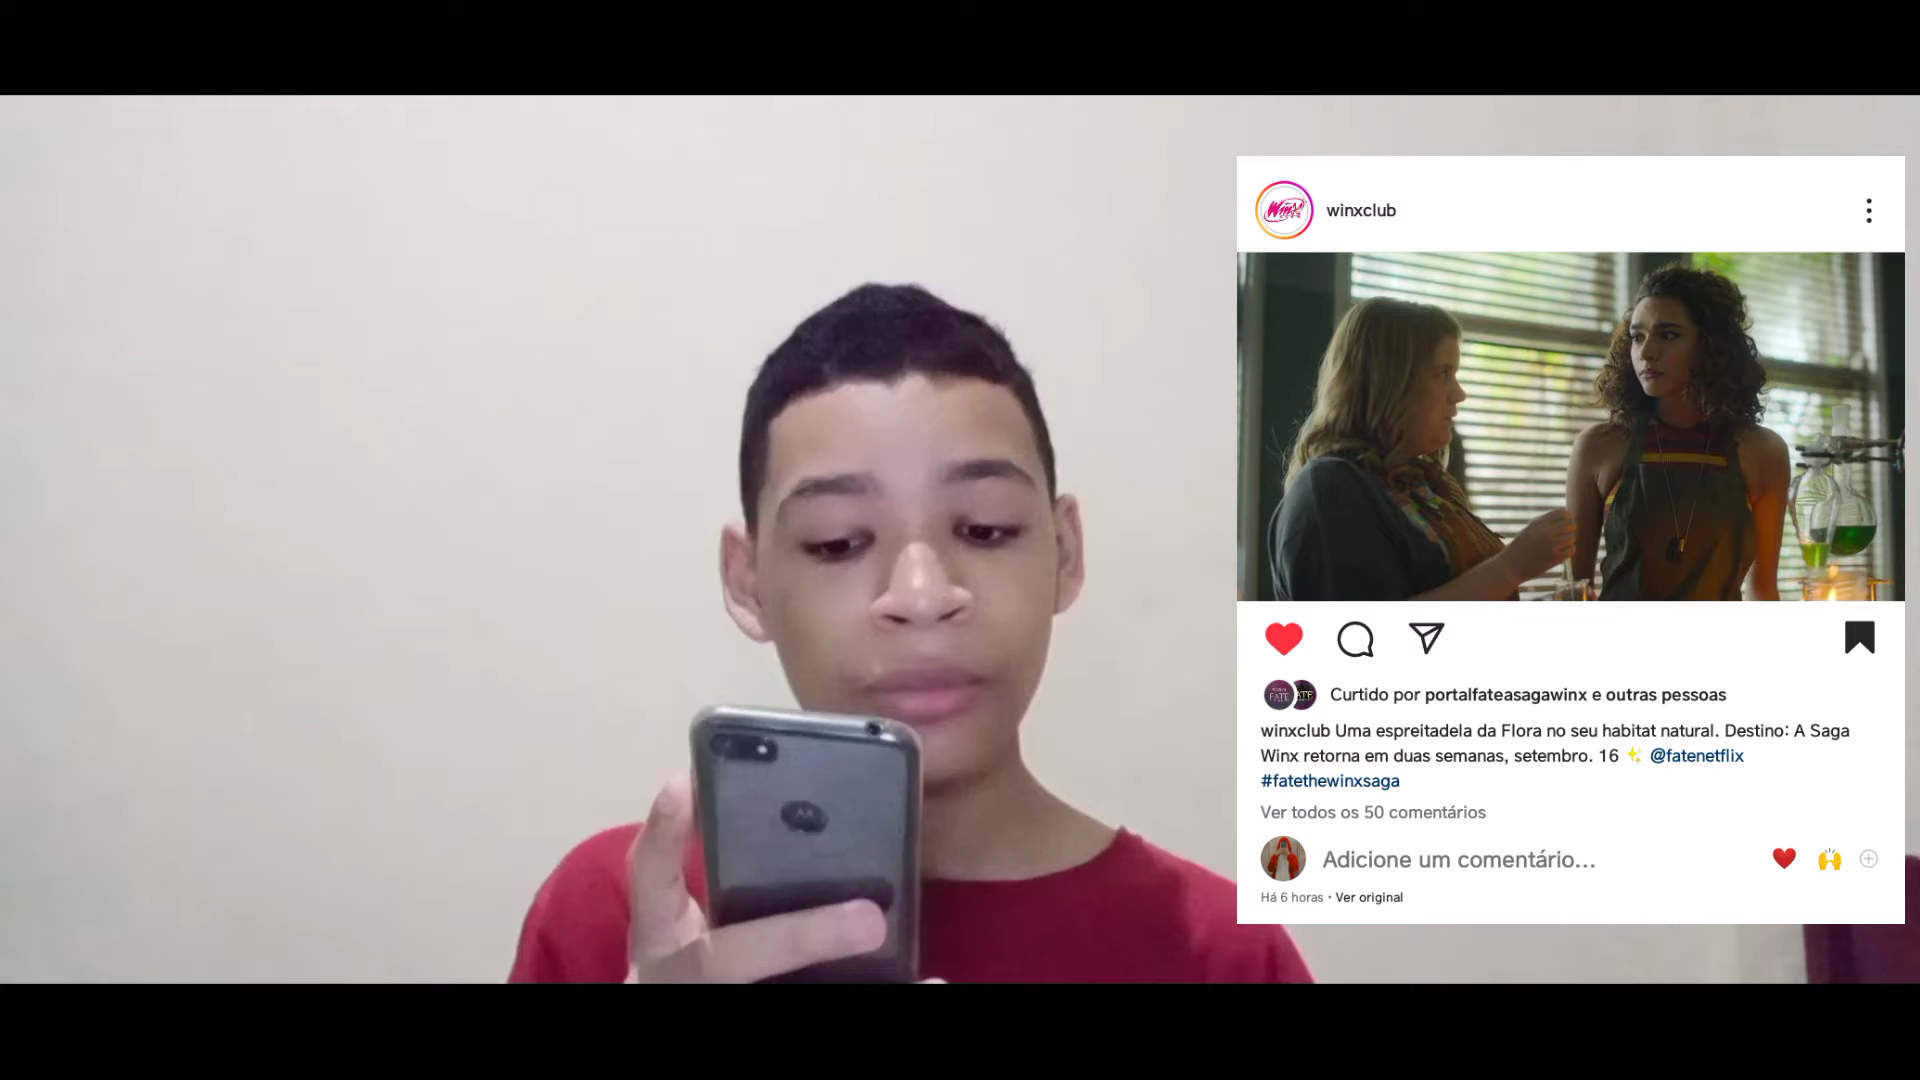 winxclub
Curtido por portalfateasagawinx e outras pessoas
winxclub Uma espreitadela da Flora no seu habitat natural. Destino: A Saga
Winx retorna em duas semanas, setembro. 16 ✨ @fatenetflix
#fatethewinxsaga
Ver todos os 50 comentários
Adicione um comentário...
Há 6 horas • Ver original